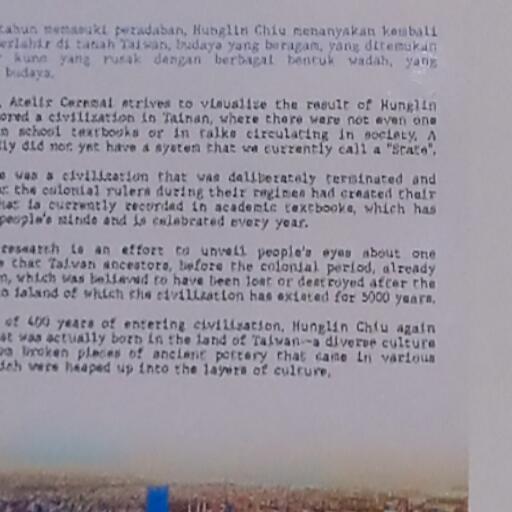 tahun memasuki peradaban, Hunglin Chiu menanyakan kembali
terlahir di tanah Taiwan, budaya yang beragam, yang ditemukan
kuno yang rusak dengan berbagai bentuk wadah, yang
budaya.
Atelir Ceremai strives to visualize the result of Hunglin
ored a civilization in Tainan, where there were not even one
m school textbooks or in talks circulating in society. A
ly did not yet have a system that we currently call a "State".
was a civilization that was deliberately terminated and
the colonial rulers during their regimes had created their
hat is currently recorded in academic textbooks, which has
people's minds and is celebrated every year.
research is an effort to unveil people's eyes about one
that Taiwan ancestors, before the colonial period, already
n, which was believed to have been lost or destroyed after the
o island of which the civilization has existed for 5000 years.
of 400 years of entering civilization, Hunglin Chiu again
at was actually born in the land of Taiwan—a diverse culture
om broken pieces of ancient pottery that came in various
ich were heaped up into the layers of culture.